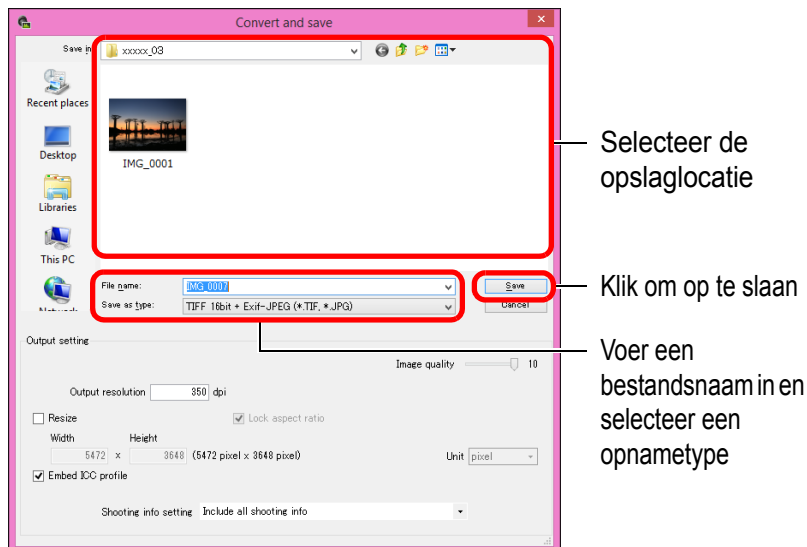 Convert and save
Save in:
xxxxx_03
Recent places
Desktop
Libraries
This PC
Network
IMG_0001
File name:
IMG_0007
Save
Save as type:
TIFF 16bit + Exif-JPEG (*.TIF, *.JPG)
Cancel
Output setting
Image quality 10
Output resolution 350 dpi
Resize
Lock aspect ratio
Width Height
5472 x 3648 (5472 pixel x 3648 pixel)
Unit pixel
Embed ICC profile
Shooting info setting Include all shooting info
Selecteer de
opslaglocatie
Klik om op te slaan
Voer een
bestandsnaam in en
selecteer een
opnametype